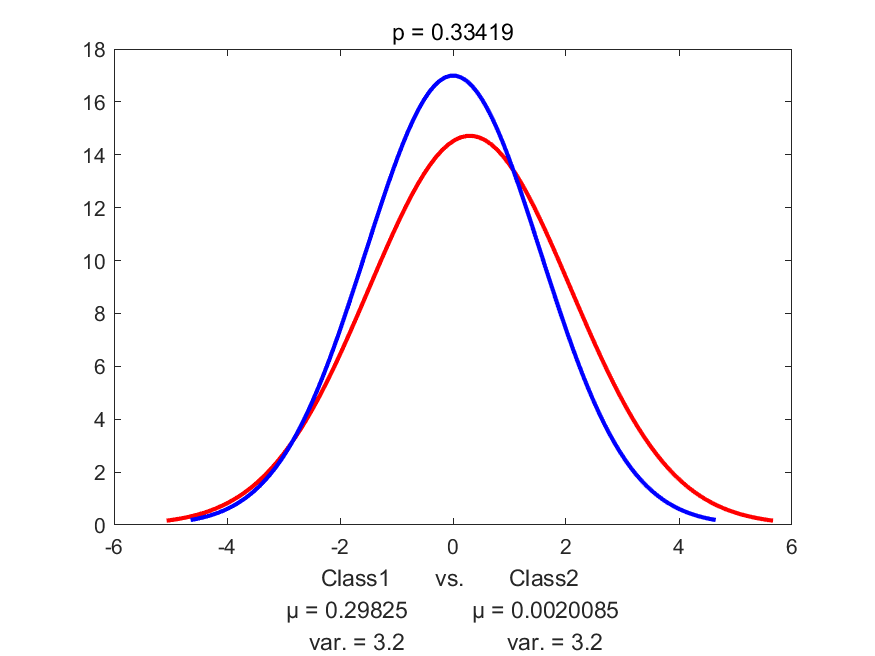 p = 0.33419
18
16
14
12
10
8
6
4
2
0
-6 -4 -2 0 2 4 6
Class1 vs. Class2
μ = 0.29825 μ = 0.0020085
var. = 3.2 var. = 3.2